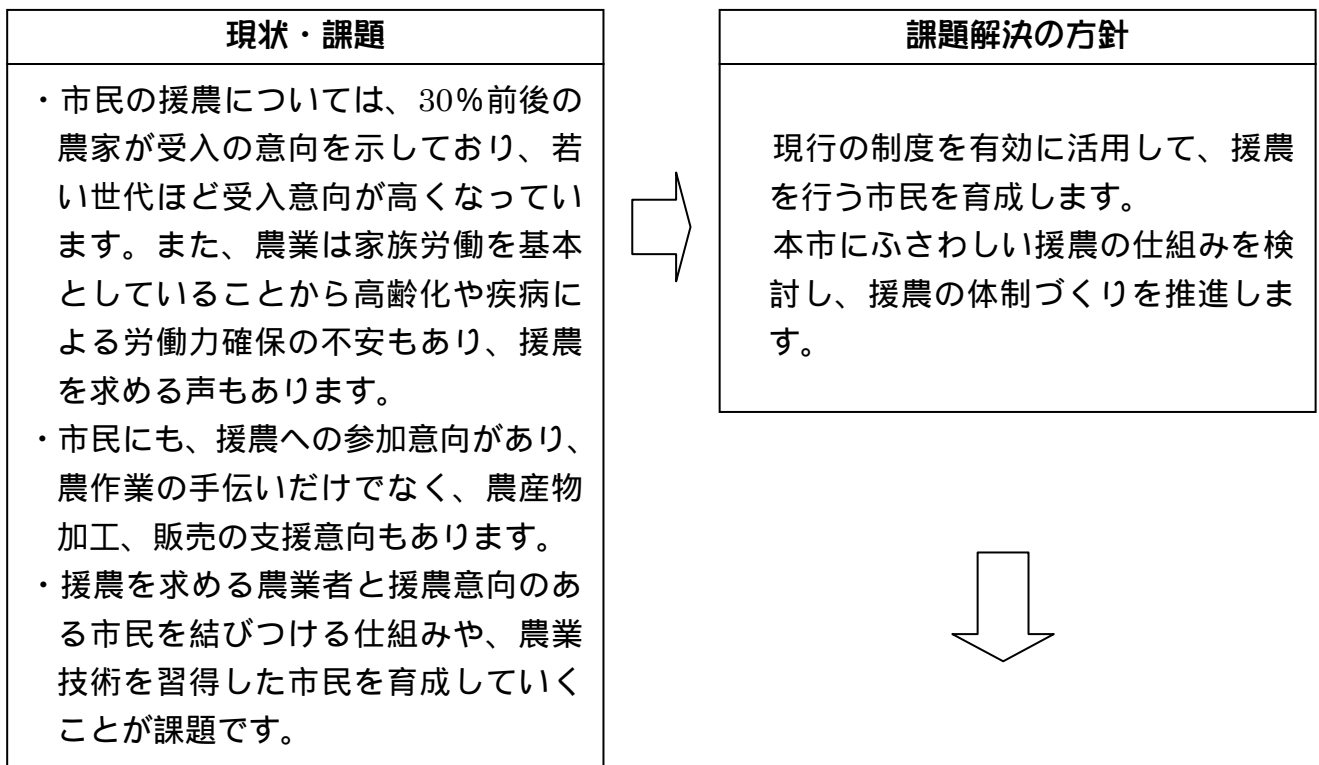 現状・課題
・市民の援農については、30％前後の
農家が受入の意向を示しており、若
い世代ほど受入意向が高くなってい
ます。また、農業は家族労働を基本
としていることから高齢化や疾病に
よる労働力確保の不安もあり、援農
を求める声もあります。
・市民にも、援農への参加意向があり、
農作業の手伝いだけでなく、農産物
加工、販売の支援意向もあります。
・援農を求める農業者と援農意向のあ
る市民を結びつける仕組みや、農業
技術を習得した市民を育成していく
ことが課題です。
課題解決の方針
現行の制度を有効に活用して、援農
を行う市民を育成します。
本市にふさわしい援農の仕組みを検
討し、援農の体制づくりを推進しま
す。